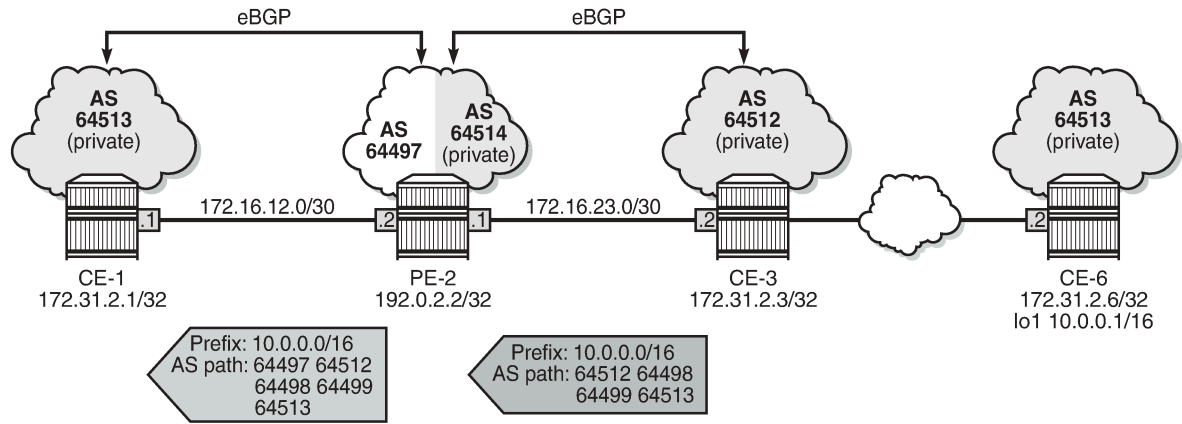 eBGP
eBGP
AS
64513
(private)
AS
64497
AS
64514
(private)
AS
64512
(private)
AS
64513
(private)
.1
172.16.12.0/30
.2
.1
172.16.23.0/30
.2
.2
CE-1
172.31.2.1/32
PE-2
192.0.2.2/32
CE-3
172.31.2.3/32
CE-6
172.31.2.6/32
lo1 10.0.0.1/16
Prefix: 10.0.0.0/16
AS path: 64497 64512
64498 64499
64513
Prefix: 10.0.0.0/16
AS path: 64512 64498
64499 64513